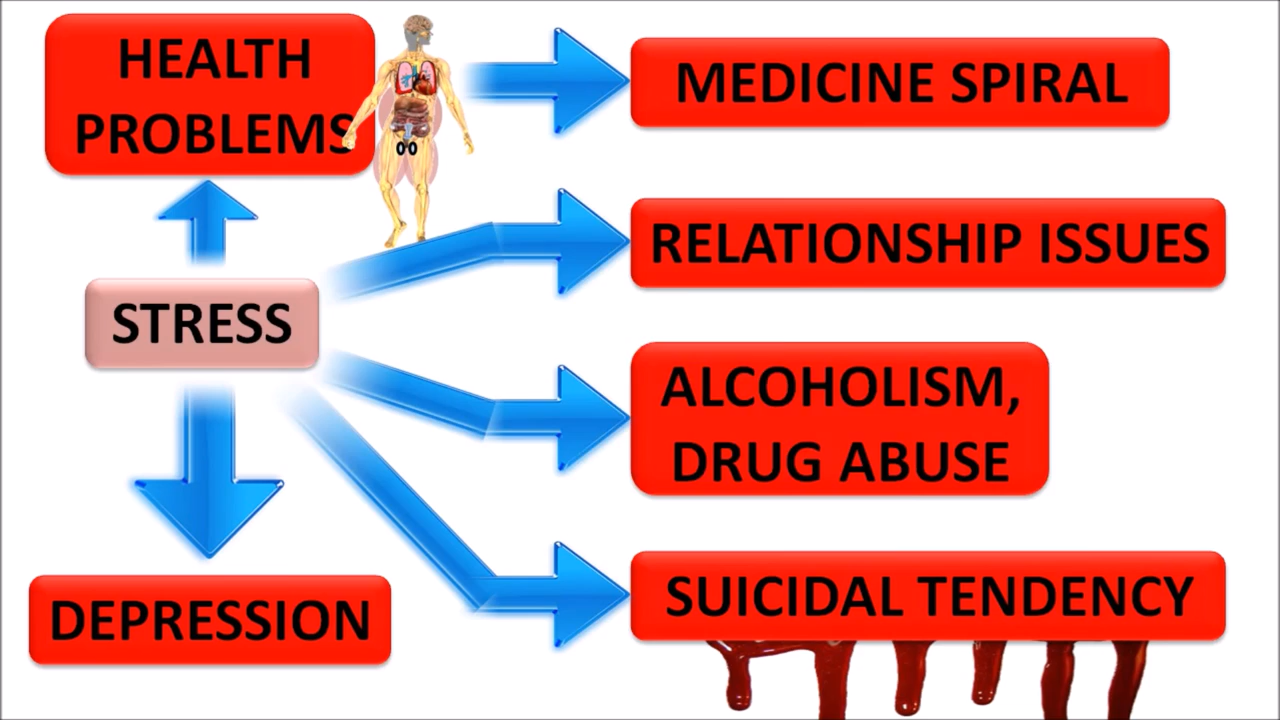 HEALTH
PROBLEMS
MEDICINE SPIRAL
RELATIONSHIP ISSUES
STRESS
ALCOHOLISM,
DRUG ABUSE
DEPRESSION
SUICIDAL TENDENCY